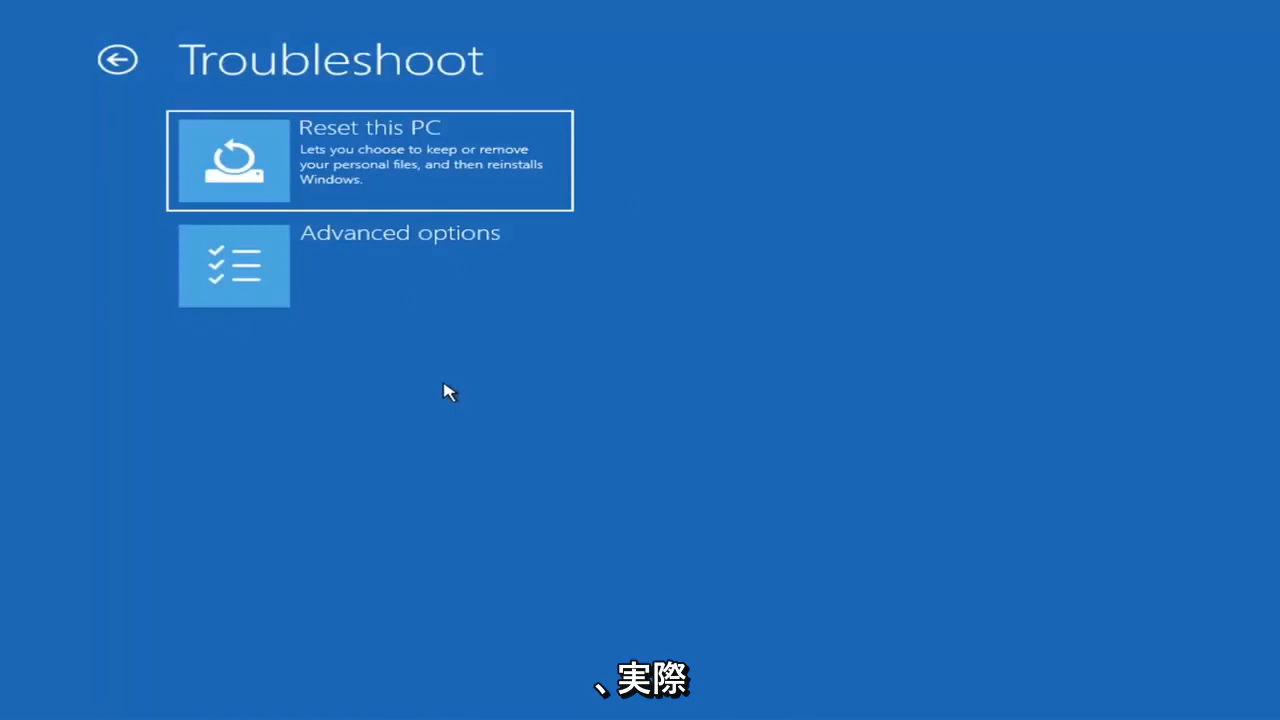 Troubleshoot
Reset this PC
Lets you choose to keep or remove
your personal files, and then reinstalls
Windows.
Advanced options
、実際